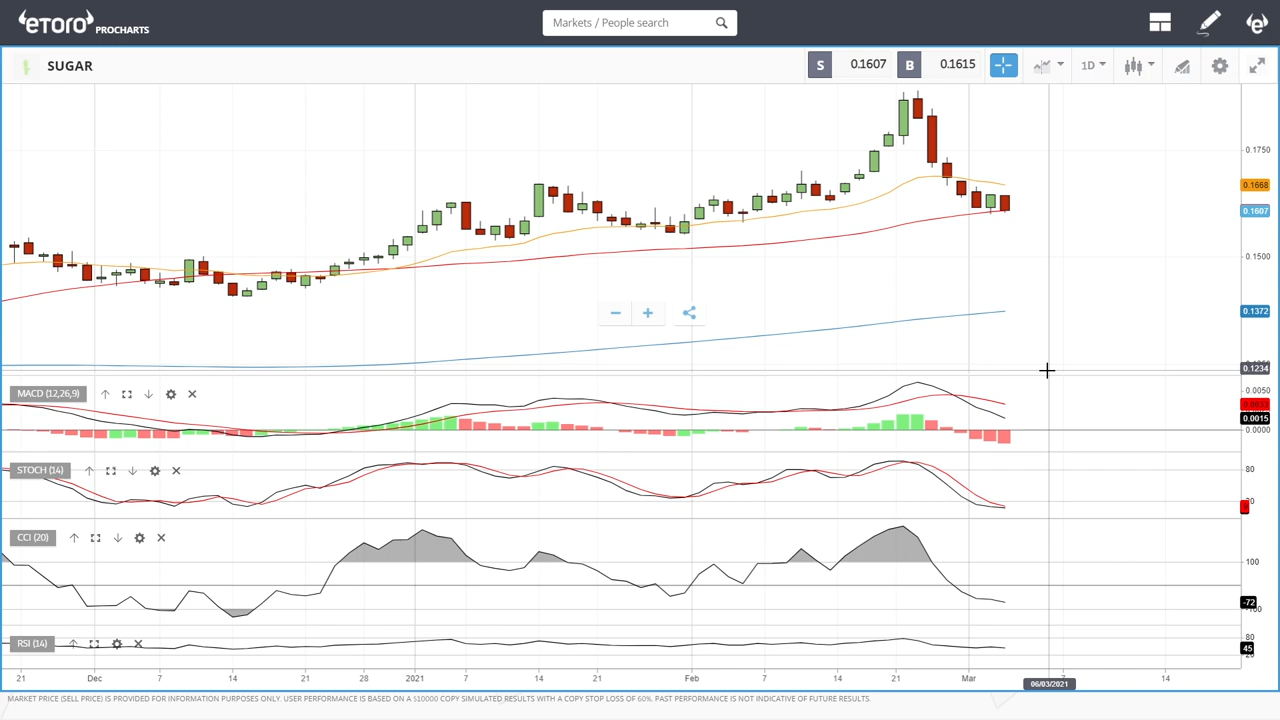 eToro PROCHARTS
Markets / People search
SUGAR
S 0.1607 B 0.1615
1D
0.1750
0.1668
0.1607
0.1500
0.1372
0.1234
MACD (12,26,9)
0.0050
0.0015
0.0000
STOCH (14)
80
CCI (20)
100
-72
-100
RSI (14)
80
45
21 Dec 7 14 21 28 2021 7 14 21 Feb 7 14 21 Mar 7 14
06/03/2021
MARKET PRICE (SELL PRICE) IS PROVIDED FOR INFORMATION PURPOSES ONLY. USER PERFORMANCE IS BASED ON A $10000 COPY SIMULATED RESULTS WITH A COPY STOP LOSS OF 60%. PAST PERFORMANCE IS NOT INDICATIVE OF FUTURE RESULTS.